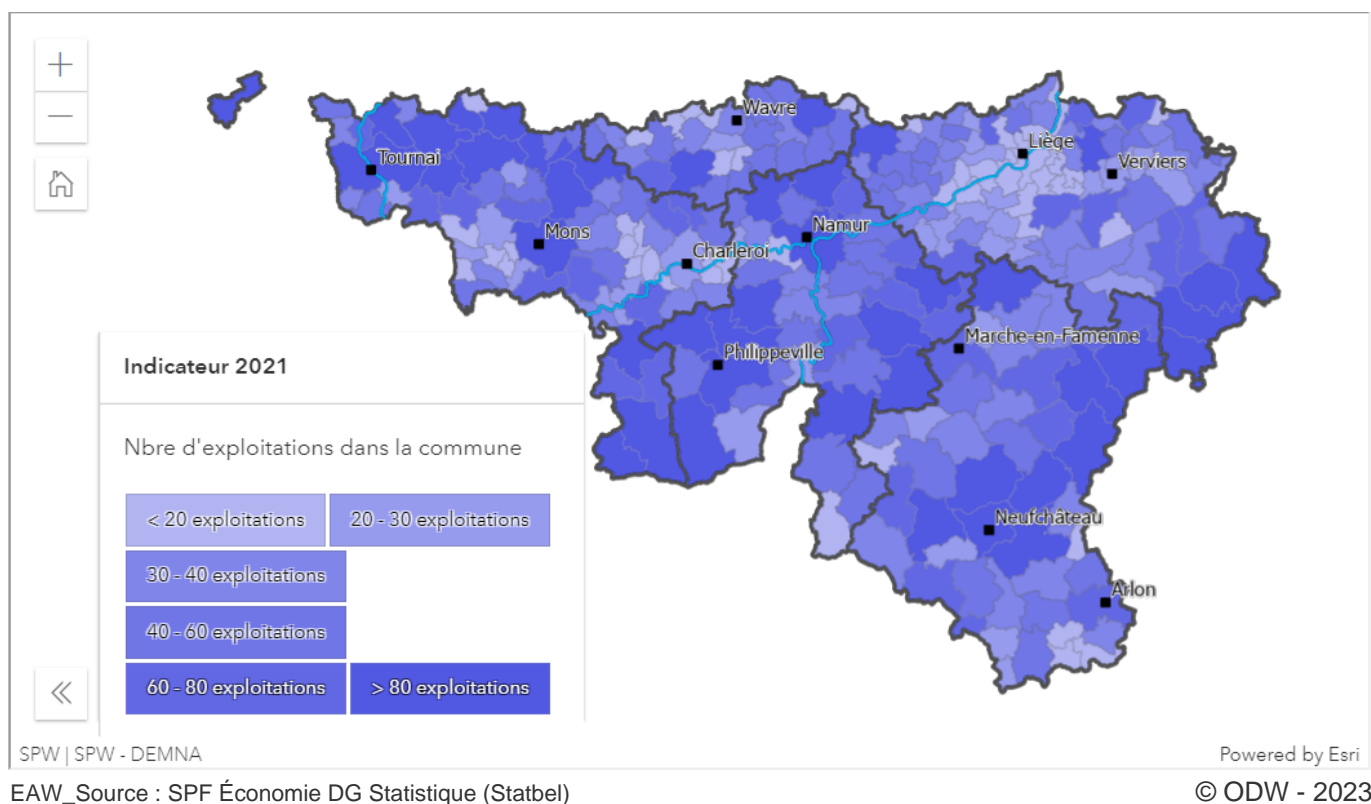 Wavre
Liège
Verviers
Tournai
Namur
Mons
Charleroi
Marche-en-Famenne
Philippeville
Neufchâteau
Arlon
Indicateur 2021
Nbre d'exploitations dans la commune
< 20 exploitations
20 - 30 exploitations
30 - 40 exploitations
40 - 60 exploitations
60 - 80 exploitations
> 80 exploitations
SPW | SPW - DEMNA
Powered by Esri
EAW_Source : SPF Économie DG Statistique (Statbel)
© ODW - 2023